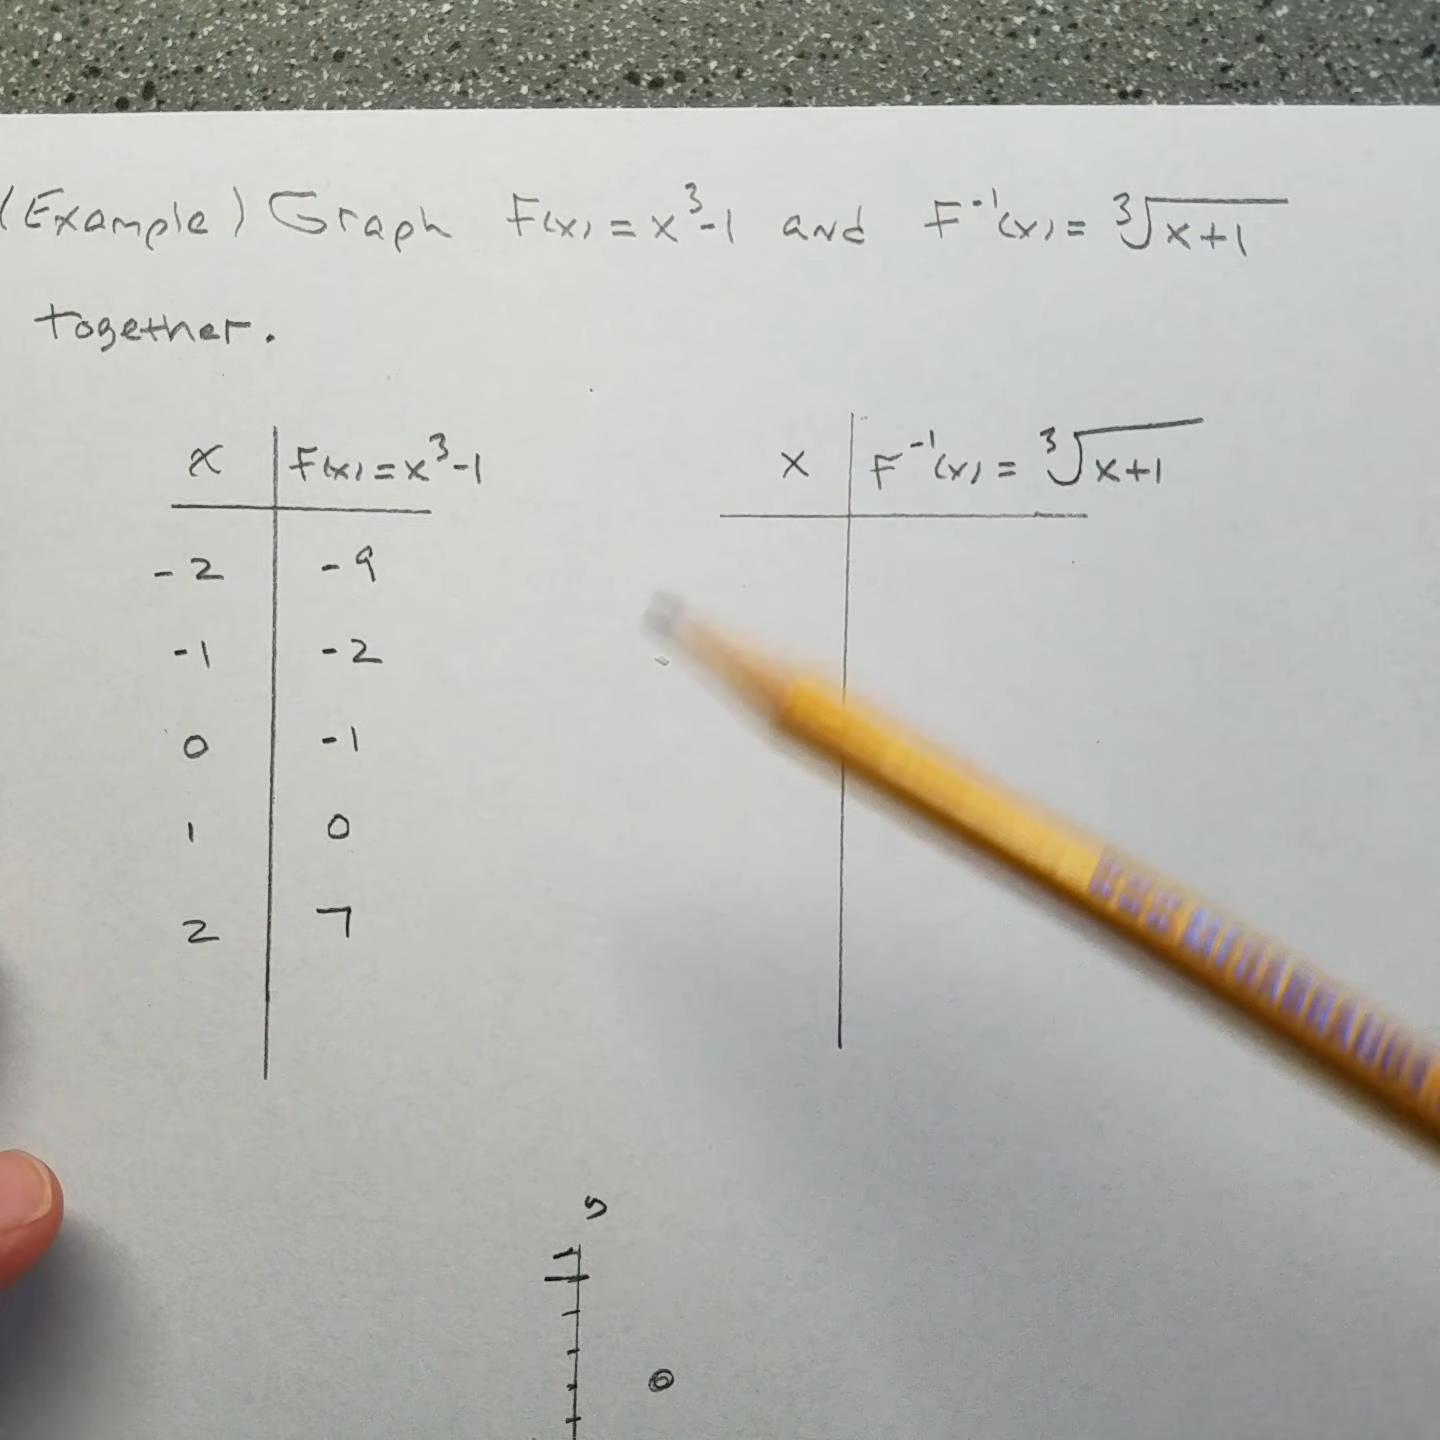 (Example) Graph F(x) = x³-1 and F⁻¹(x) = ∛x+1
together.
x F(x) = x³-1
-2 -9
-1 -2
0 -1
1 0
2 7
x F⁻¹(x) = ∛x+1
y